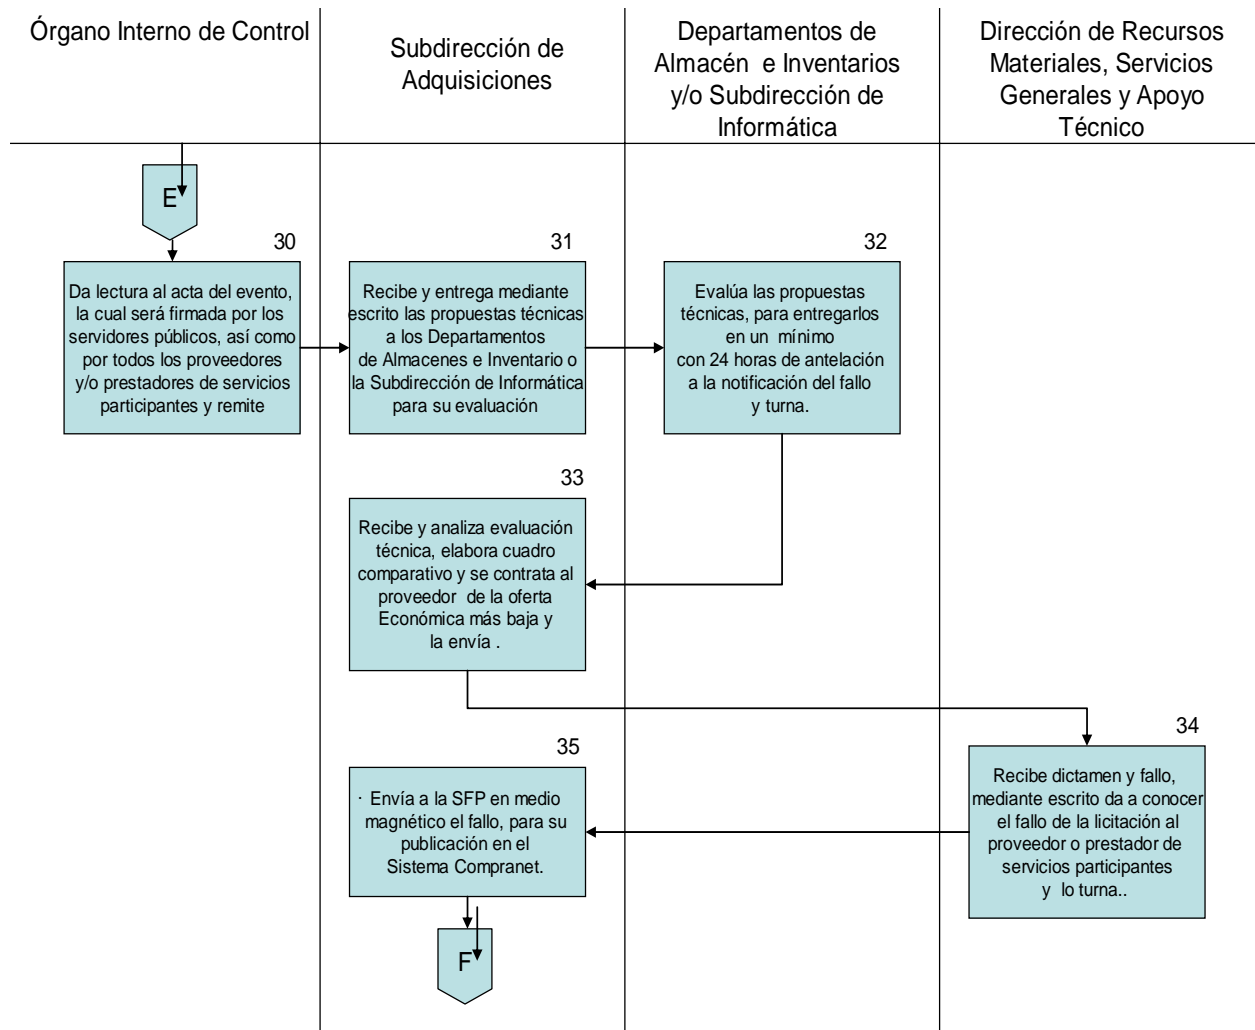 Órgano Interno de Control
Subdirección de
Adquisiciones
Departamentos de
Almacén e Inventarios
y/o Subdirección de
Informática
Dirección de Recursos
Materiales, Servicios
Generales y Apoyo
Técnico
E
30
Da lectura al acta del evento,
la cual será firmada por los
servidores públicos, así como
por todos los proveedores
y/o prestadores de servicios
participantes y remite
31
Recibe y entrega mediante
escrito las propuestas técnicas
a los Departamentos
de Almacenes e Inventario o
la Subdirección de Informática
para su evaluación
32
Evalúa las propuestas
técnicas, para entregarlos
en un mínimo
con 24 horas de antelación
a la notificación del fallo
y turna.
33
Recibe y analiza evaluación
técnica, elabora cuadro
comparativo y se contrata al
proveedor de la oferta
Económica más baja y
la envía .
34
Recibe dictamen y fallo,
mediante escrito da a conocer
el fallo de la licitación al
proveedor o prestador de
servicios participantes
y lo turna..
35
· Envía a la SFP en medio
magnético el fallo, para su
publicación en el
Sistema Compranet.
F